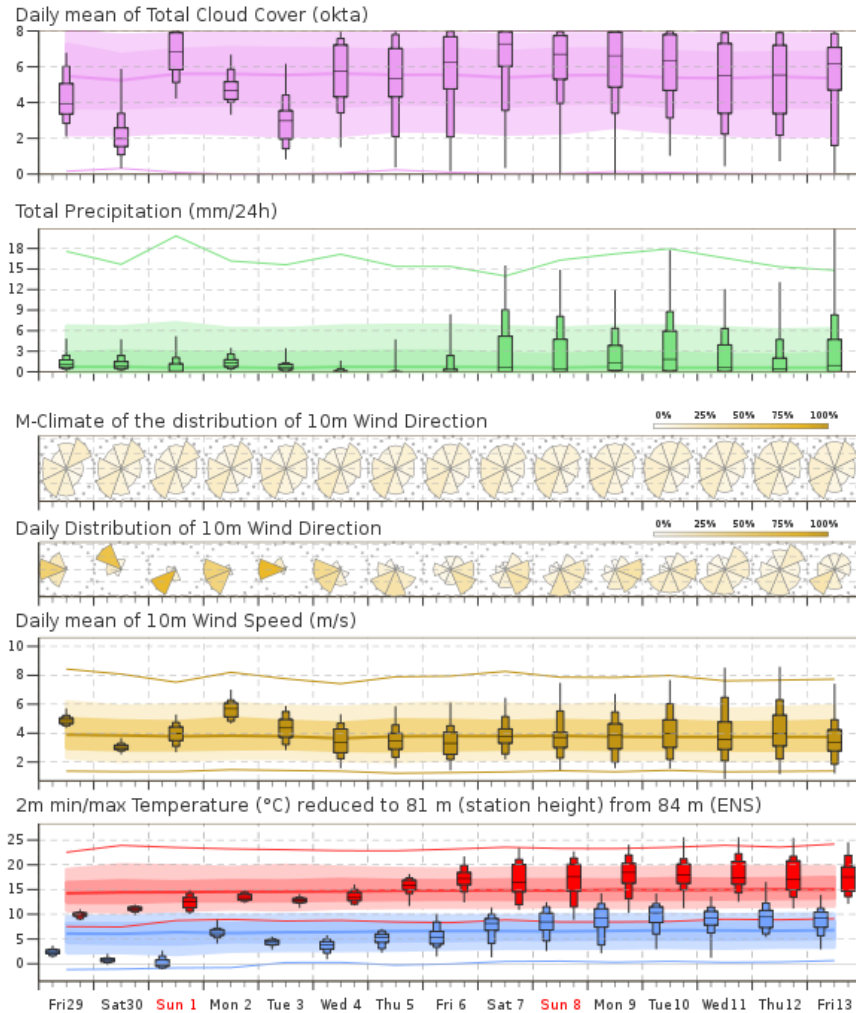 Daily mean of Total Cloud Cover (okta)
8
6
4
2
0
Total Precipitation (mm/24h)
18
15
12
9
6
3
0
M-Climate of the distribution of 10m Wind Direction
0% 25% 50% 75% 100%
Daily Distribution of 10m Wind Direction
0% 25% 50% 75% 100%
Daily mean of 10m Wind Speed (m/s)
10
8
6
4
2
2m min/max Temperature (°C) reduced to 81 m (station height) from 84 m (ENS)
25
20
15
10
5
0
Fri29 Sat30 Sun 1 Mon 2 Tue 3 Wed 4 Thu 5 Fri 6 Sat 7 Sun 8 Mon 9 Tue10 Wed11 Thu12 Fri13